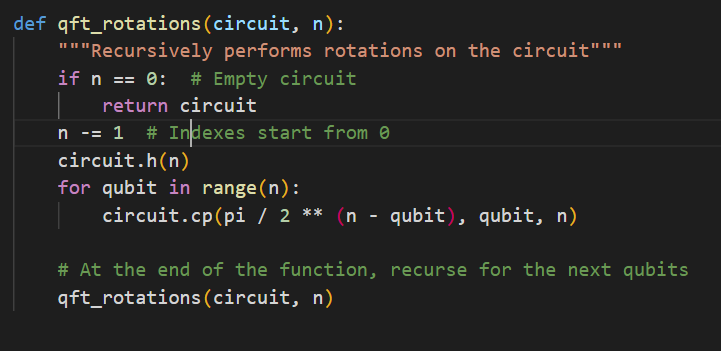 def qft_rotations(circuit, n):
    """Recursively performs rotations on the circuit"""
    if n == 0:  # Empty circuit
        return circuit
    n -= 1  # Indexes start from 0
    circuit.h(n)
    for qubit in range(n):
        circuit.cp(pi / 2 ** (n - qubit), qubit, n)

    # At the end of the function, recurse for the next qubits
    qft_rotations(circuit, n)